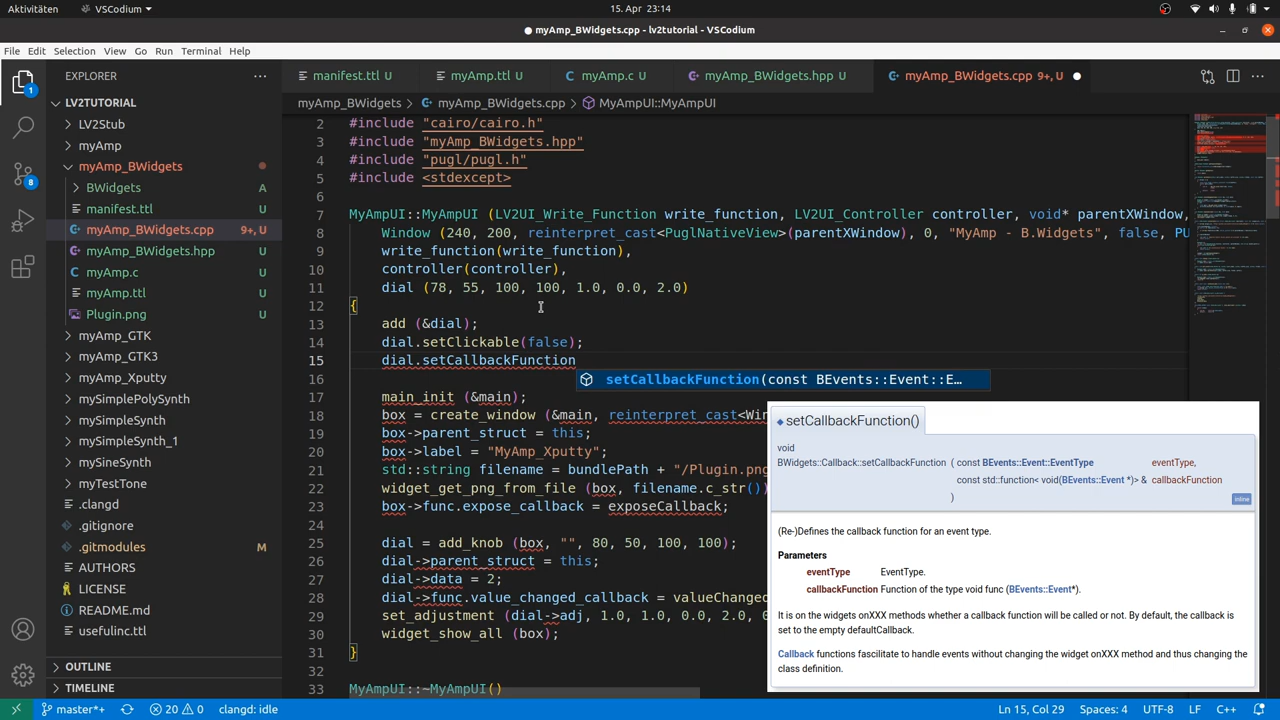 Aktivitäten
VSCodium
15. Apr 23:14
● myAmp_BWidgets.cpp - lv2tutorial - VSCodium
File Edit Selection View Go Run Terminal Help
EXPLORER
manifest.ttl U
myAmp.ttl U
myAmp.c U
myAmp_BWidgets.hpp U
myAmp_BWidgets.cpp 9+, U
LV2TUTORIAL
myAmp_BWidgets > myAmp_BWidgets.cpp > MyAmpUI::MyAmpUI
LV2Stub
myAmp
myAmp_BWidgets
BWidgets A
manifest.ttl U
myAmp_BWidgets.cpp 9+, U
myAmp_BWidgets.hpp U
myAmp.c U
myAmp.ttl U
Plugin.png U
myAmp_GTK
myAmp_GTK3
myAmp_Xputty
mySimplePolySynth
mySimpleSynth
mySimpleSynth_1
mySineSynth
myTestTone
.clangd
.gitignore
.gitmodules M
AUTHORS
LICENSE
README.md
usefulinc.ttl
OUTLINE
TIMELINE
2 #include "cairo/cairo.h"
3 #include "myAmp_BWidgets.hpp"
4 #include "pugl/pugl.h"
5 #include <stdexcept>
6
7 MyAmpUI::MyAmpUI (LV2UI_Write_Function write_function, LV2UI_Controller controller, void* parentXWindow,
8 Window (240, interpret_cast<PuglNativeView>(parentXWindow), 0, "MyAmp - B.Widgets", false, PU
9 write_function(write_function),
10 controller(controller),
11 dial (70, 55, 100, 100, 1.0, 0.0, 2.0)
12 {
13 add (&dial);
14 dial.setClickable(false);
15 dial.setCallbackFunction
setCallbackFunction(const BEvents::Event::E…
16
17 main_init (&main);
18 box = create_window (&main, reinterpret_cast<Win
19 box->parent_struct = this;
20 box->label = "MyAmp_Xputty";
21 std::string filename = bundlePath + "/Plugin.png
22 widget_get_png_from_file (box, filename.c_str())
23 box->func.expose_callback = exposeCallback;
24
25 dial = add_knob (box, "", 80, 50, 100, 100);
26 dial->parent_struct = this;
27 dial->data = 2;
28 dial->func.value_changed_callback = valueChanged
29 set_adjustment (dial->adj, 1.0, 1.0, 0.0, 2.0, 0
30 widget_show_all (box);
31 }
32
33 MyAmpUI::~MyAmpUI()
◆ setCallbackFunction()
void
BWidgets::Callback::setCallbackFunction ( const BEvents::Event::EventType eventType,
const std::function< void(BEvents::Event *)> & callbackFunction
)
inline
(Re-)Defines the callback function for an event type.
Parameters
eventType EventType.
callbackFunction Function of the type void func (BEvents::Event*).
It is on the widgets onXXX methods whether a callback function will be called or not. By default, the callback is
set to the empty defaultCallback.
Callback functions fascilitate to handle events without changing the widget onXXX method and thus changing the
class definition.
master*+ 20 0 clangd: idle
Ln 15, Col 29 Spaces: 4 UTF-8 LF C++